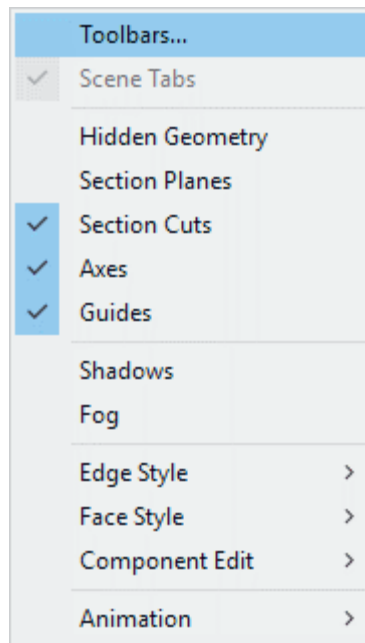 Toolbars...
Scene Tabs
Hidden Geometry
Section Planes
Section Cuts
Axes
Guides
Shadows
Fog
Edge Style
Face Style
Component Edit
Animation